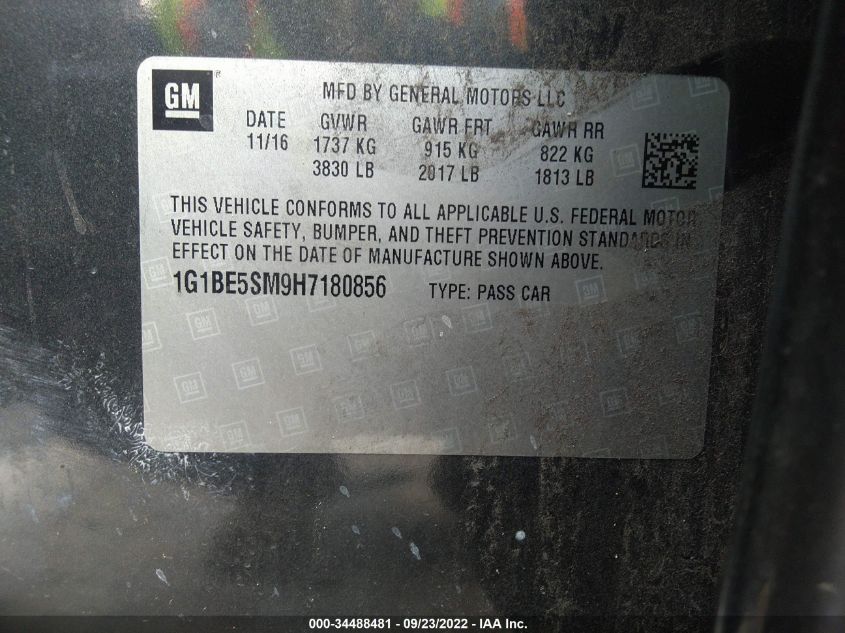 GM
MFD BY GENERAL MOTORS LLC
DATE GVWR GAWR FRT GAWR RR
11/16 1737 KG 915 KG 822 KG
3830 LB 2017 LB 1813 LB
THIS VEHICLE CONFORMS TO ALL APPLICABLE U.S. FEDERAL MOTOR
VEHICLE SAFETY, BUMPER, AND THEFT PREVENTION STANDARDS IN
EFFECT ON THE DATE OF MANUFACTURE SHOWN ABOVE.
1G1BE5SM9H7180856 TYPE: PASS CAR
000-34488481 - 09/23/2022 - IAA Inc.